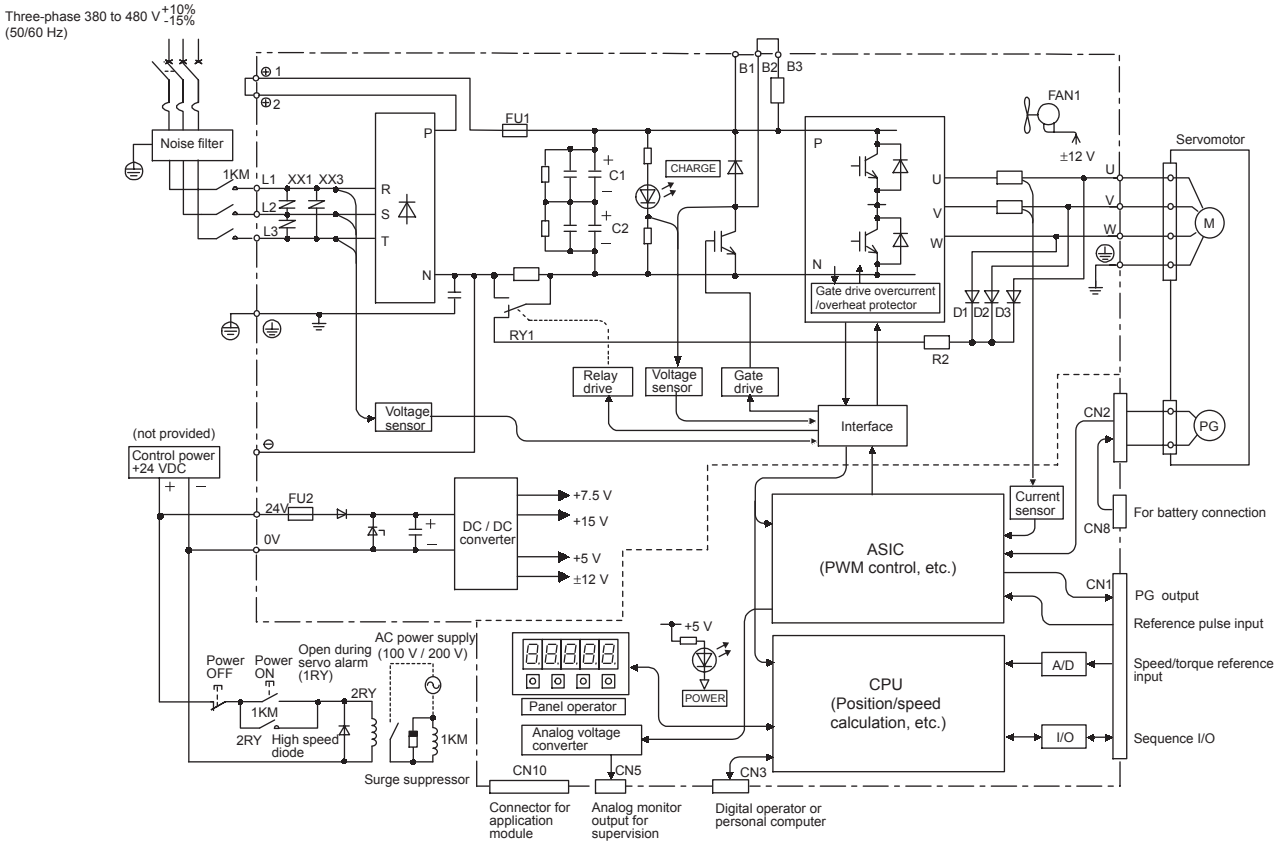 Three-phase 380 to 480 V +10%
-15%
(50/60 Hz)
⊕ 1
⊕ 2
B1 B2 B3
FAN1
±12 V
Servomotor
Noise filter
1KM
L1 XX1 XX3
L2
L3
P
R
S
T
N
FU1
+
C1
−
+
C2
−
CHARGE
P
N
U
V
W
Gate drive overcurrent
/overheat protector
U
V
W
M
D1 D2 D3
RY1
R2
Relay
drive
Voltage
sensor
Gate
drive
Voltage
sensor
Interface
CN2
PG
(not provided)
Control power
+24 VDC
+ −
⊖
24V
FU2
0V
+
−
DC / DC
converter
+7.5 V
+15 V
+5 V
±12 V
Current
sensor
CN8
For battery connection
ASIC
(PWM control, etc.)
CN1
PG output
Reference pulse input
AC power supply
(100 V / 200 V)
Open during
servo alarm
(1RY)
Power
OFF
Power
ON
1KM
2RY
2RY
High speed
diode
1KM
Surge suppressor
8.8.8.8.8.
Panel operator
+5 V
POWER
CPU
(Position/speed
calculation, etc.)
A/D
Speed/torque reference
input
I/O
Sequence I/O
Analog voltage
converter
CN10
CN5
CN3
Connector for
application
module
Analog monitor
output for
supervision
Digital operator or
personal computer